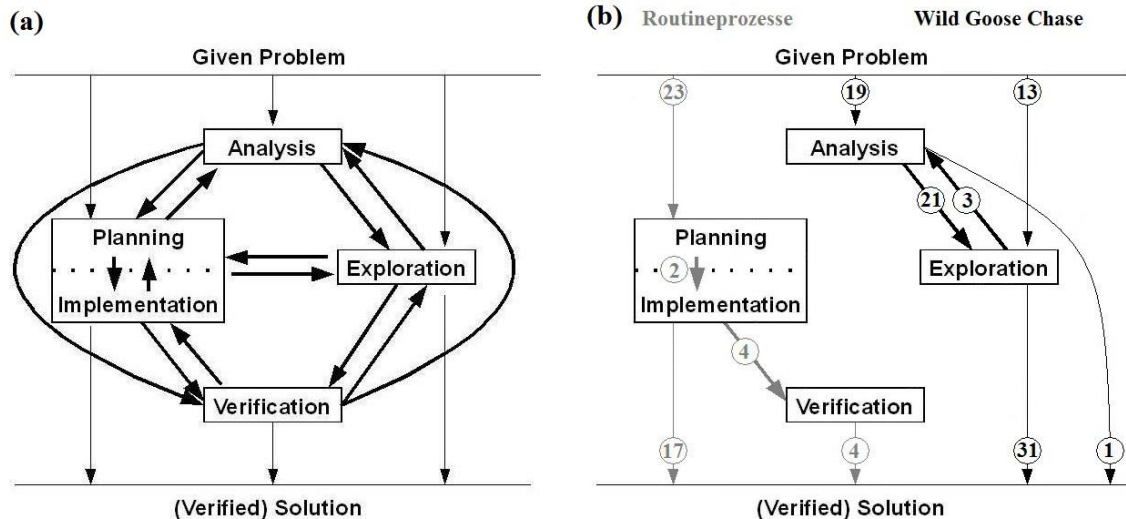 (a)
Given Problem
Analysis
Planning
Implementation
Exploration
Verification
(Verified) Solution
(b)
Routineprozesse
Wild Goose Chase
Given Problem
23
19
13
Analysis
21
3
Planning
2
Implementation
Exploration
4
Verification
17
4
31
1
(Verified) Solution